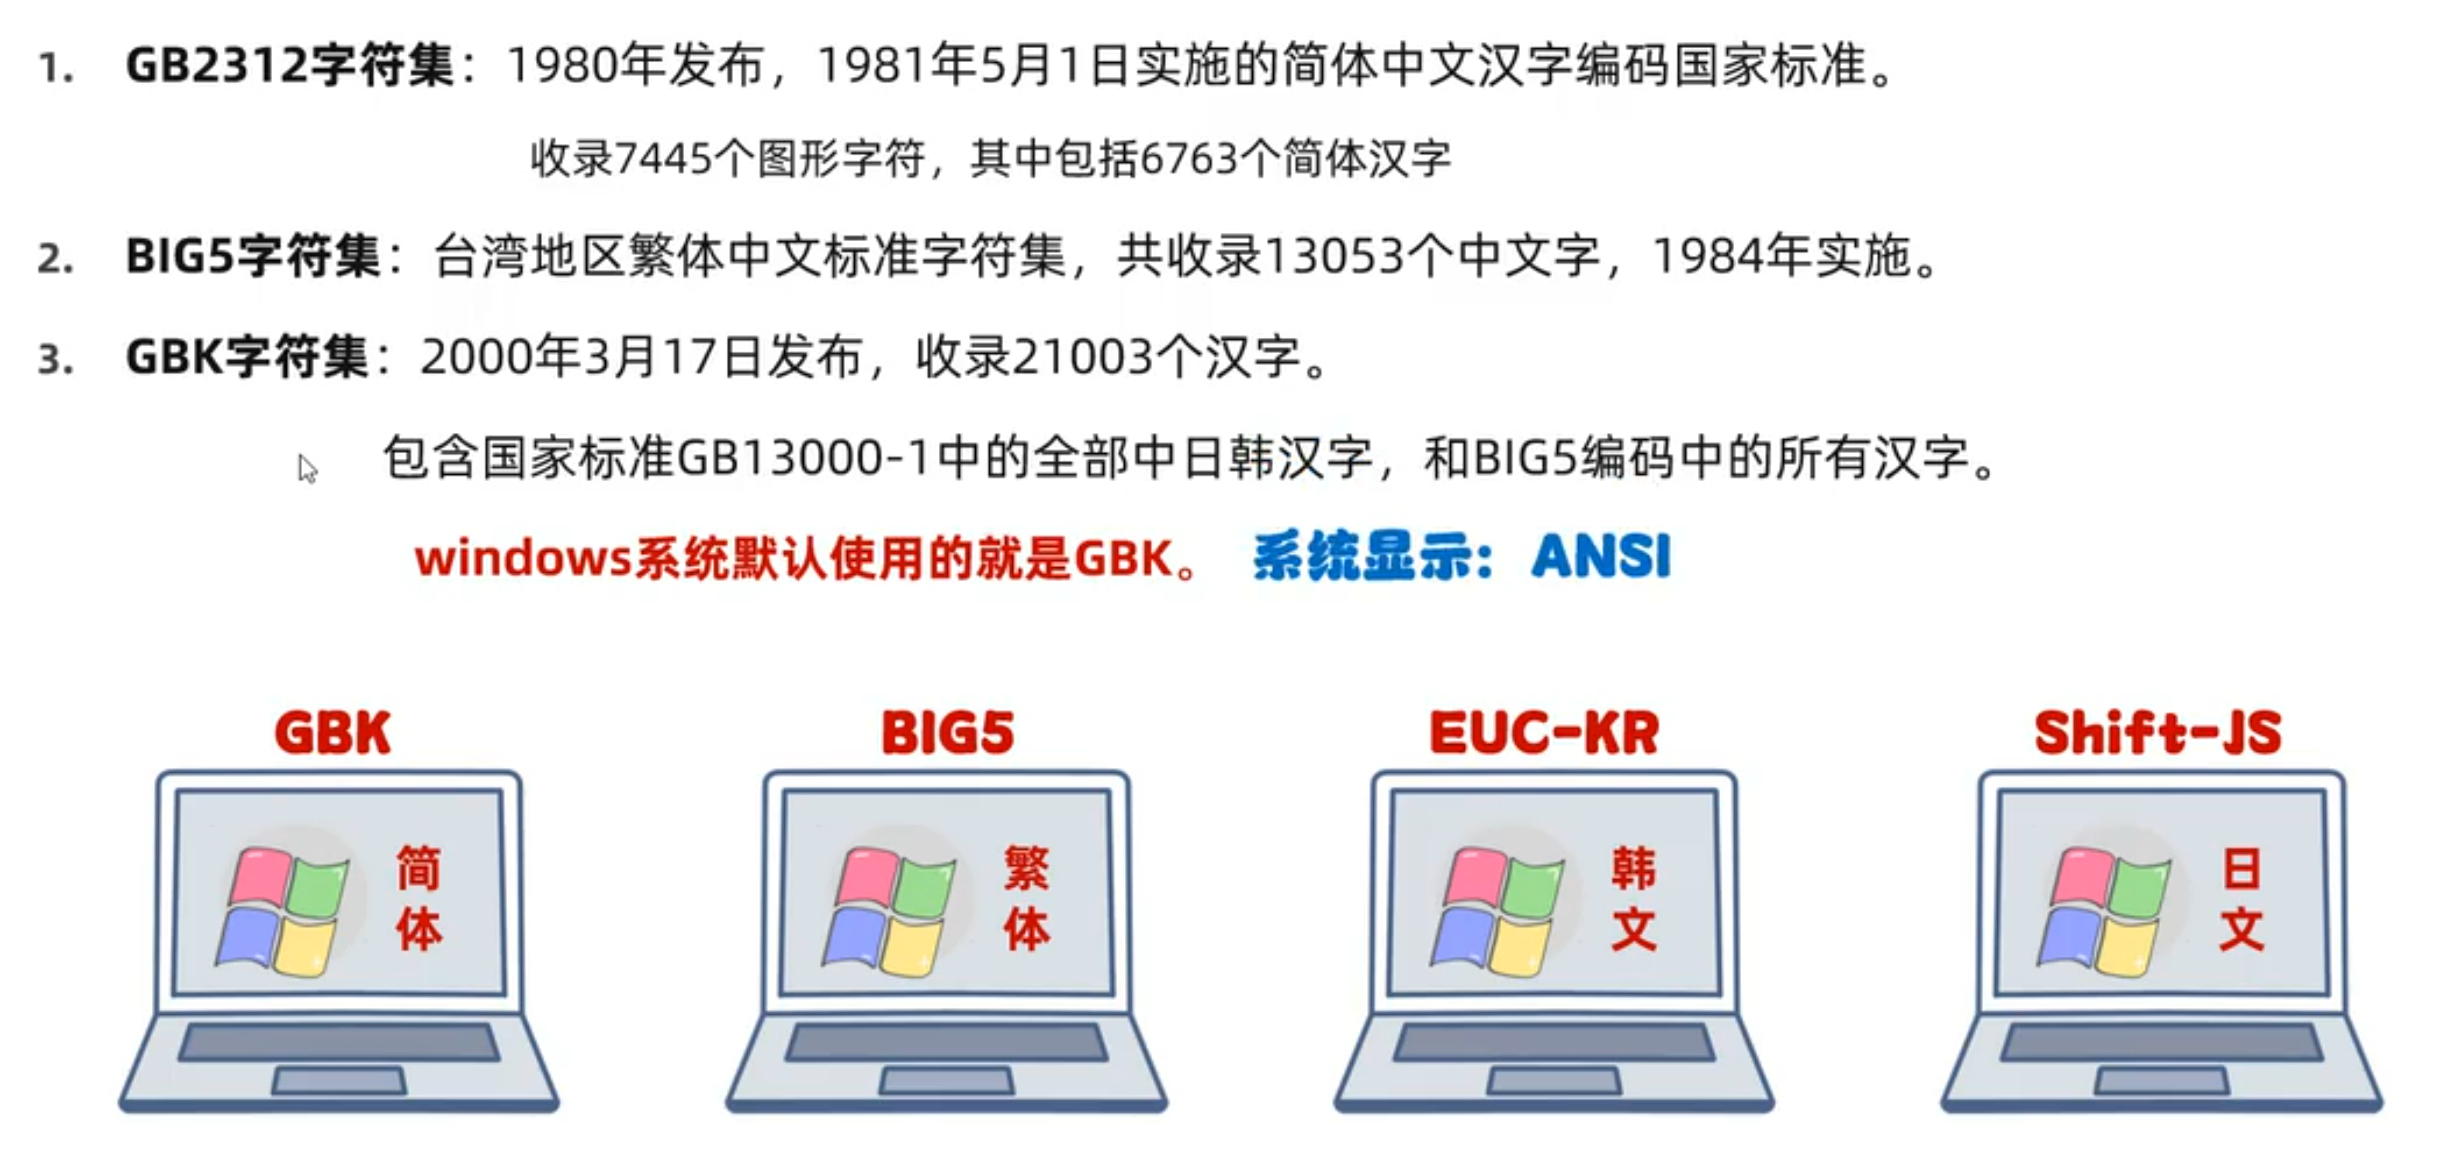 1. GB2312字符集：1980年发布，1981年5月1日实施的简体中文汉字编码国家标准。
收录7445个图形字符，其中包括6763个简体汉字
2. BIG5字符集：台湾地区繁体中文标准字符集，共收录13053个中文字，1984年实施。
3. GBK字符集：2000年3月17日发布，收录21003个汉字。
包含国家标准GB13000-1中的全部中日韩汉字，和BIG5编码中的所有汉字。
windows系统默认使用的就是GBK。 系统显示：ANSI
GBK BIG5 EUC-KR Shift-JS
简体 繁体 韩文 日文